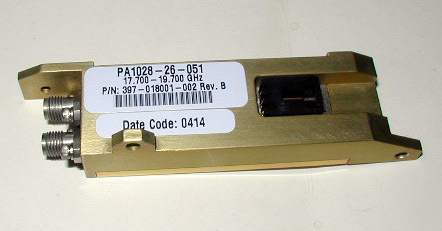 PA1028-26-051
17.700-19.700 GHz
P/N: 397-018001-002 Rev. B
Date Code: 0414